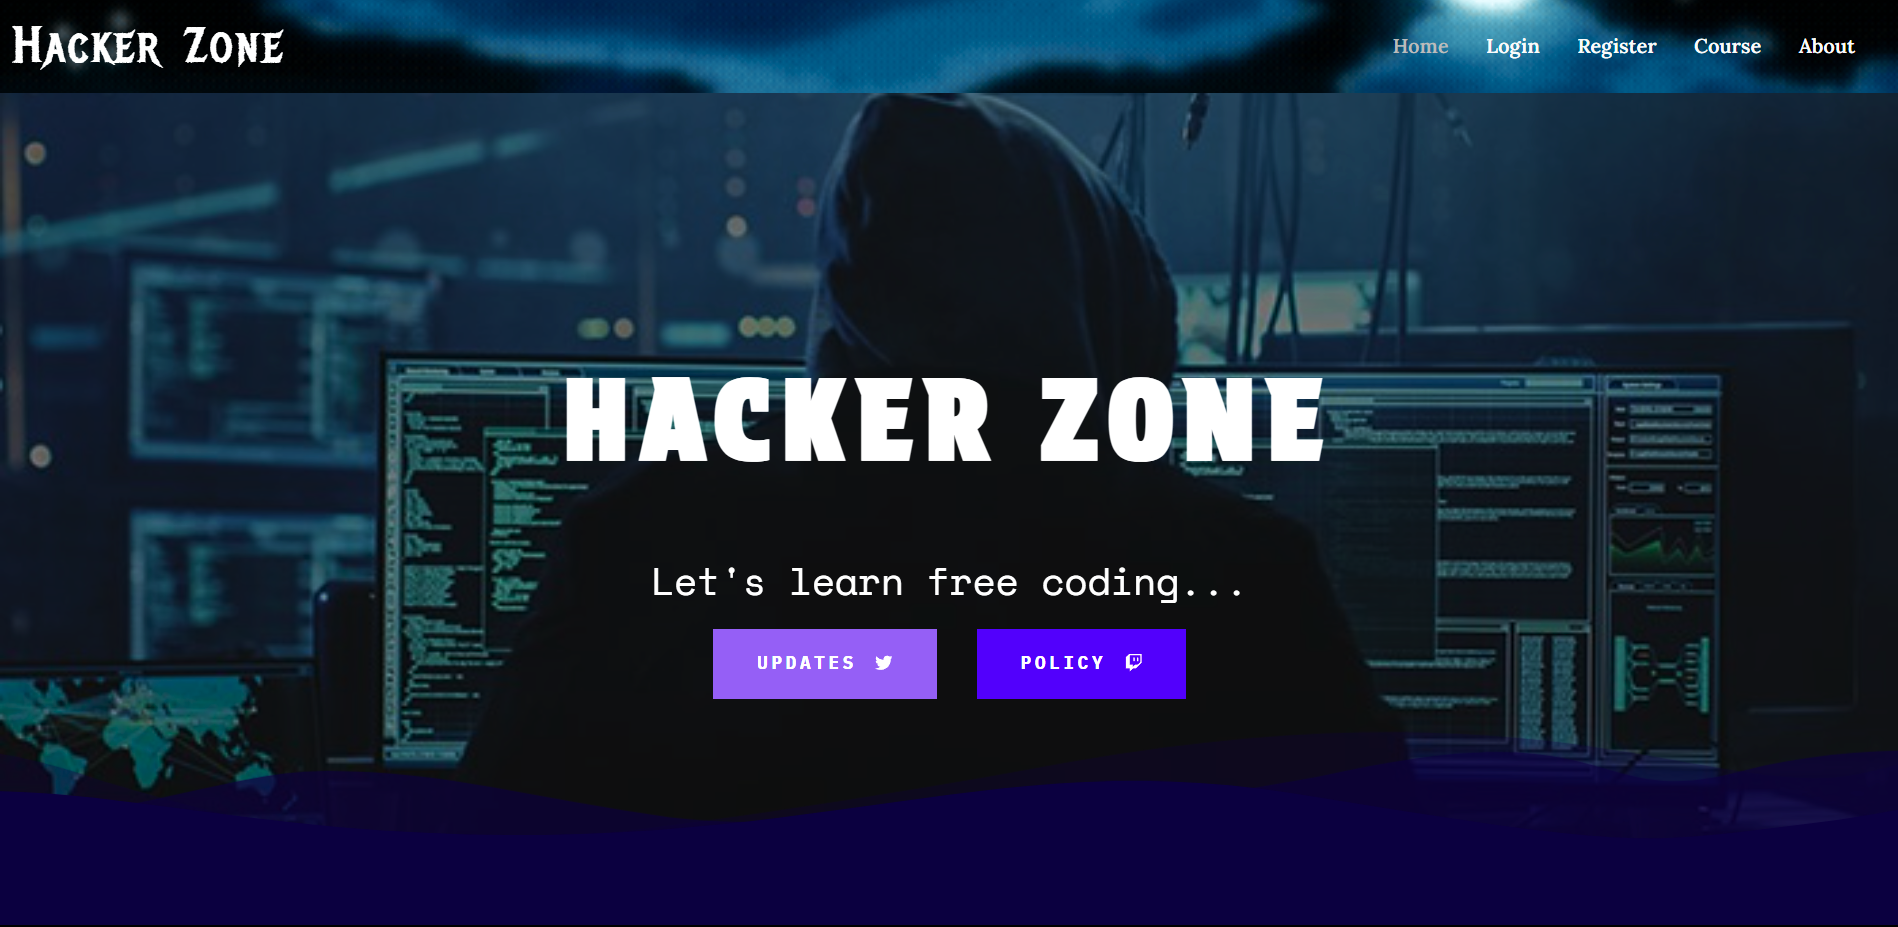 Hacker Zone
Home Login Register Course About
HACKER ZONE
Let's learn free coding...
UPDATES
POLICY